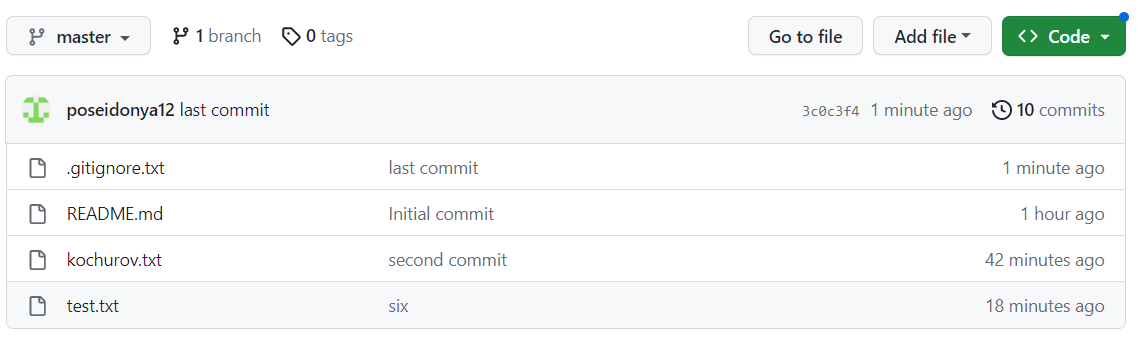 master 1 branch 0 tags Go to file Add file <> Code
poseidonya12 last commit 3c0c3f4 1 minute ago 10 commits
.gitignore.txt last commit 1 minute ago
README.md Initial commit 1 hour ago
kochurov.txt second commit 42 minutes ago
test.txt six 18 minutes ago